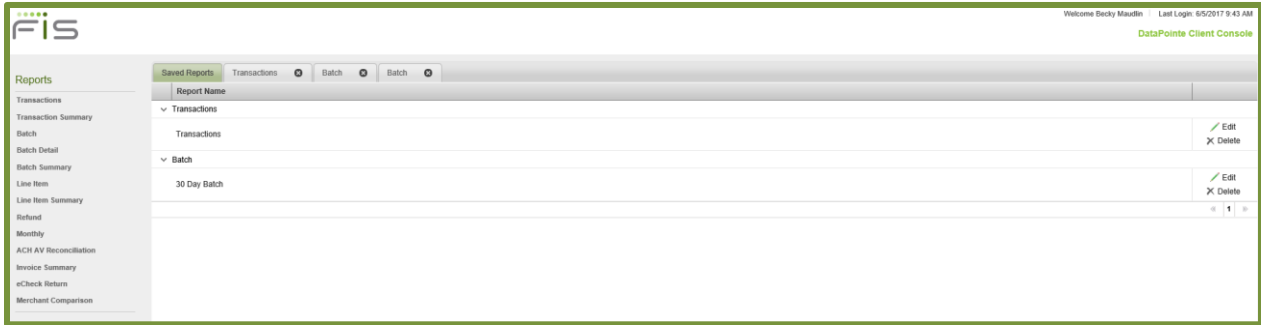 FIS
Welcome Becky Maudlin Last Login: 6/5/2017 9:43 AM
DataPointe Client Console
Reports
Transactions
Transaction Summary
Batch
Batch Detail
Batch Summary
Line Item
Line Item Summary
Refund
Monthly
ACH AV Reconciliation
Invoice Summary
eCheck Return
Merchant Comparison
Saved Reports Transactions Batch Batch
Report Name
Transactions
Transactions
Edit
Delete
Batch
30 Day Batch
Edit
Delete
1